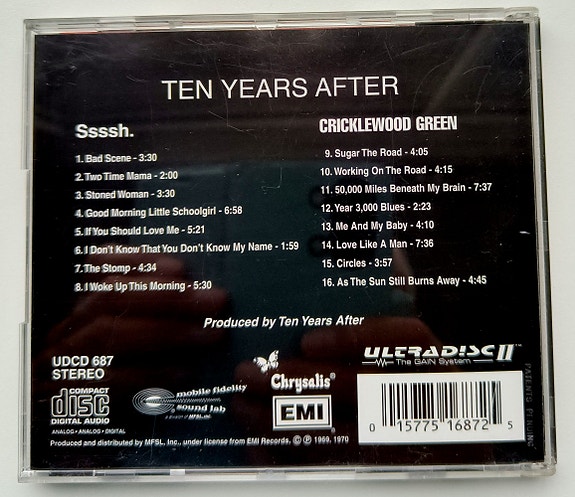 TEN YEARS AFTER
Ssssh.
1. Bad Scene - 3:30
2. Two Time Mama - 2:00
3. Stoned Woman - 3:30
4. Good Morning Little Schoolgirl - 6:58
5. If You Should Love Me - 5:21
6. I Don't Know That You Don't Know My Name - 1:59
7. The Stomp - 4:34
8. I Woke Up This Morning - 5:30
CRICKLEWOOD GREEN
9. Sugar The Road - 4:05
10. Working On The Road - 4:15
11. 50,000 Miles Beneath My Brain - 7:37
12. Year 3,000 Blues - 2:23
13. Me And My Baby - 4:10
14. Love Like A Man - 7:36
15. Circles - 3:57
16. As The Sun Still Burns Away - 4:45
Produced by Ten Years After
UDCD 687
STEREO
COMPACT
disc
DIGITAL AUDIO
ANALOG • ANALOG • DIGITAL
mobile fidelity
sound lab
Chrysalis
EMI
ULTRADISC II
The GAIN System
0 15775 16872 5
Produced and distributed by MFSL, Inc., under license from EMI Records. Ⓒ Ⓟ 1969, 1970